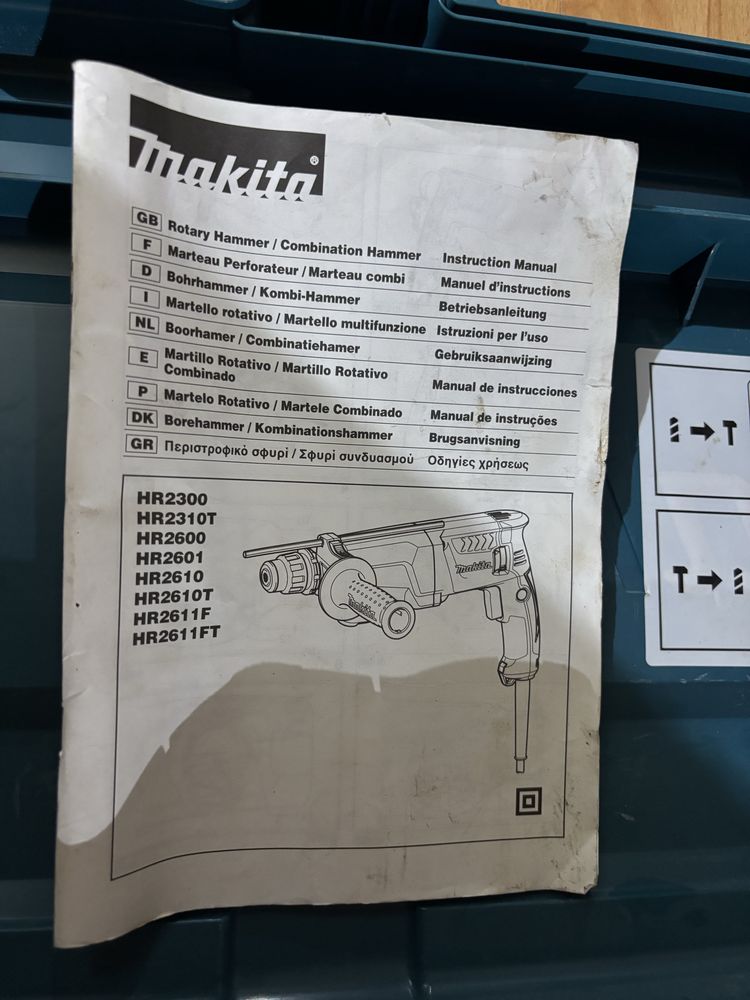 makita®
GB Rotary Hammer / Combination Hammer Instruction Manual
F Marteau Perforateur / Marteau combi Manuel d'instructions
D Bohrhammer / Kombi-Hammer Betriebsanleitung
I Martello rotativo / Martello multifunzione Istruzioni per l'uso
NL Boorhamer / Combinatiehamer Gebruiksaanwijzing
E Martillo Rotativo / Martillo Rotativo
Combinado Manual de instrucciones
P Martelo Rotativo / Martele Combinado Manual de instruções
DK Borehammer / Kombinationshammer Brugsanvisning
GR Περιστροφικό σφυρί / Σφυρί συνδυασμού Οδηγίες χρήσεως
HR2300
HR2310T
HR2600
HR2601
HR2610
HR2610T
HR2611F
HR2611FT
makita
makita